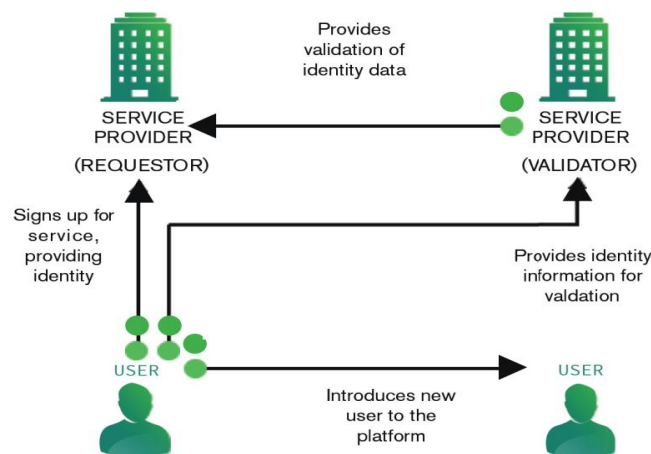 Provides
validation of
identity data
SERVICE
PROVIDER
(REQUESTOR)
SERVICE
PROVIDER
(VALIDATOR)
Signs up for
service,
providing
identity
Provides identity
information for
valdation
USER
USER
Introduces new
user to the
platform